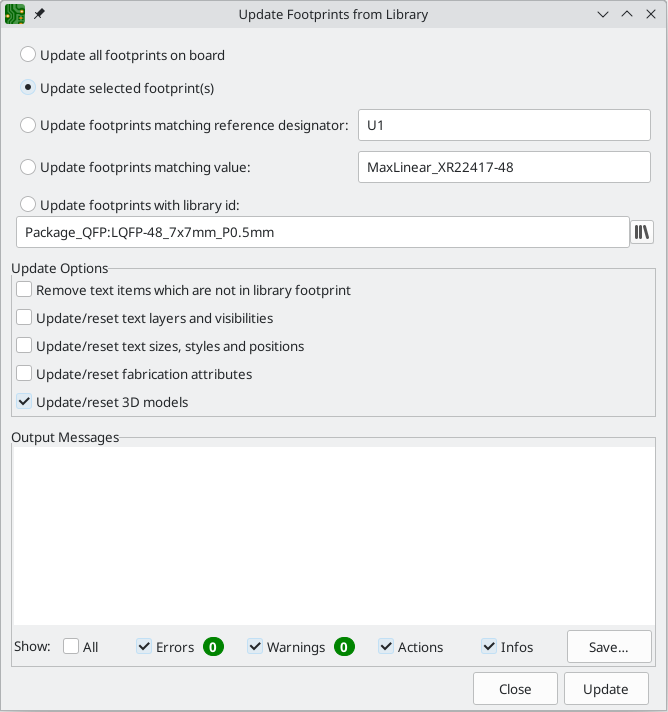 Update Footprints from Library
Update all footprints on board
Update selected footprint(s)
Update footprints matching reference designator: U1
Update footprints matching value: MaxLinear_XR22417-48
Update footprints with library id:
Package_QFP:LQFP-48_7x7mm_P0.5mm
Update Options
Remove text items which are not in library footprint
Update/reset text layers and visibilities
Update/reset text sizes, styles and positions
Update/reset fabrication attributes
Update/reset 3D models
Output Messages
Show: All Errors 0 Warnings 0 Actions Infos Save...
Close Update